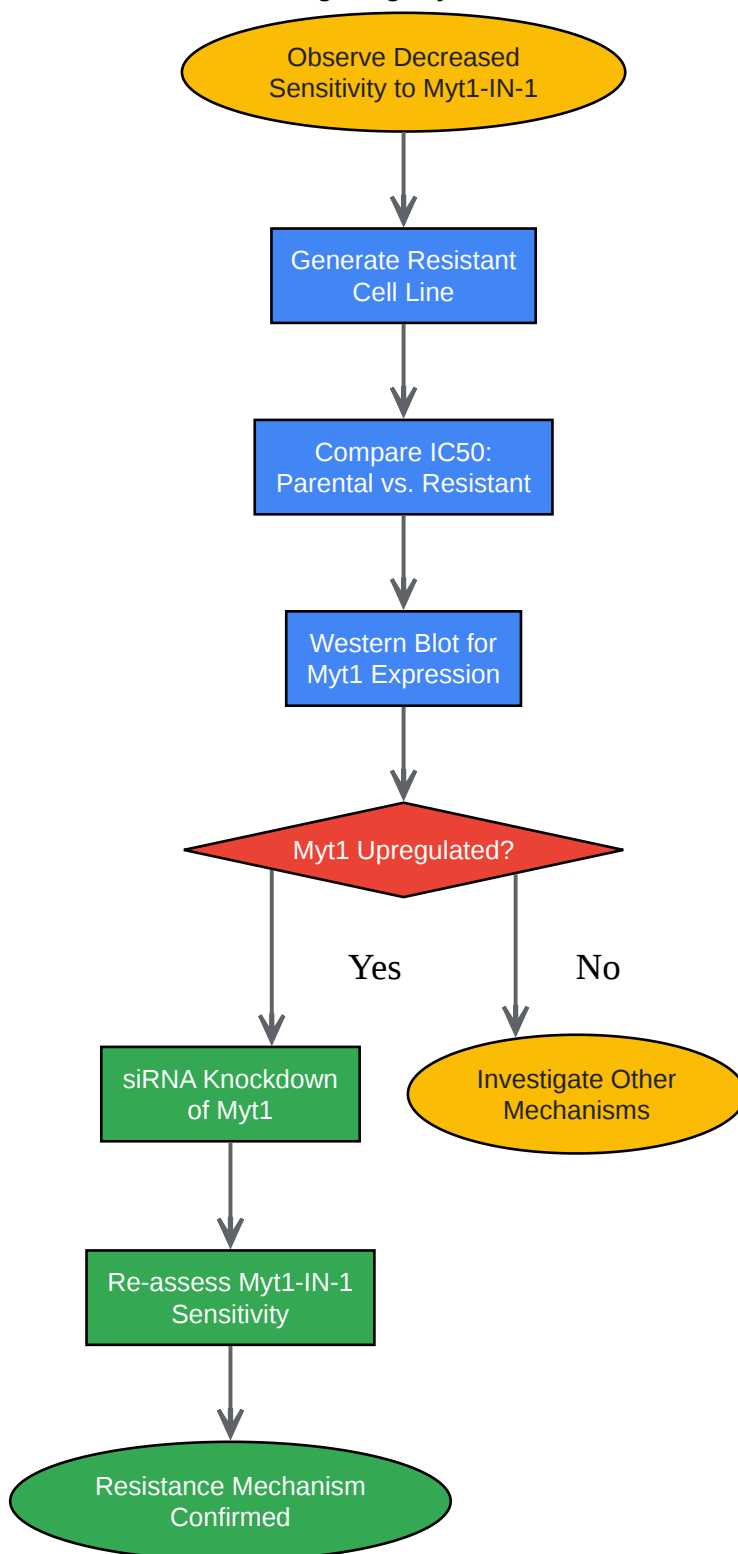 Observe Decreased
Sensitivity to Myt1-IN-1
Generate Resistant
Cell Line
Compare IC50:
Parental vs. Resistant
Western Blot for
Myt1 Expression
Myt1 Upregulated?
Yes
No
siRNA Knockdown
of Myt1
Investigate Other
Mechanisms
Re-assess Myt1-IN-1
Sensitivity
Resistance Mechanism
Confirmed